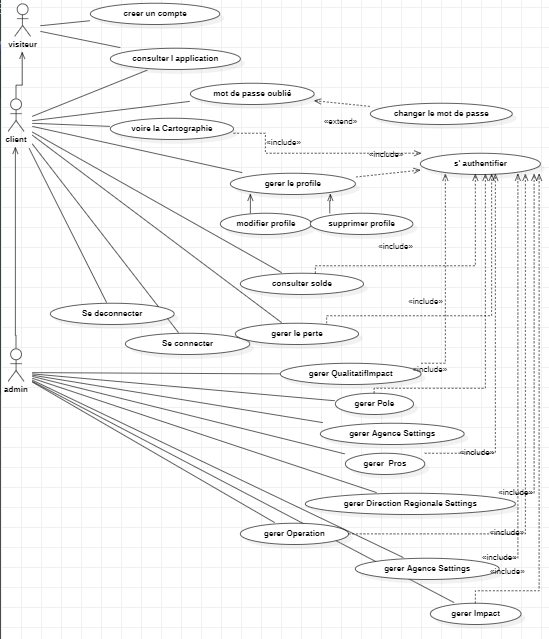 creer un compte
visiteur
consulter l application
mot de passe oublié
changer le mot de passe
«extend»
client
voire la Cartographie
«include»
«include»
s' authentifier
gerer le profile
modifier profile
supprimer profile
«include»
consulter solde
«include»
Se deconnecter
gerer le perte
Se connecter
admin
gerer QualitatifImpact
«include»
gerer Pole
gerer Agence Settings
gerer Pros
«include»
«include»
gerer Direction Regionale Settings
gerer Operation
«include»
«include»
gerer Agence Settings
«include»
gerer Impact